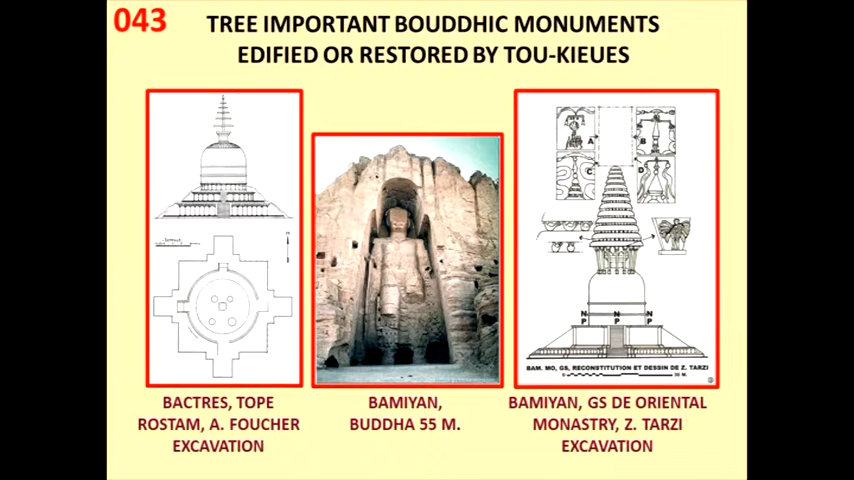 043
TREE IMPORTANT BOUDDHIC MONUMENTS
EDIFIED OR RESTORED BY TOU-KIEUES
A
B
C
D
N
P
N
P
N
P
BAM. MO, GS, RECONSTITUTION ET DESSIN DE Z. TARZI
BACTRES, TOPE
ROSTAM, A. FOUCHER
EXCAVATION
BAMIYAN,
BUDDHA 55 M.
BAMIYAN, GS DE ORIENTAL
MONASTRY, Z. TARZI
EXCAVATION